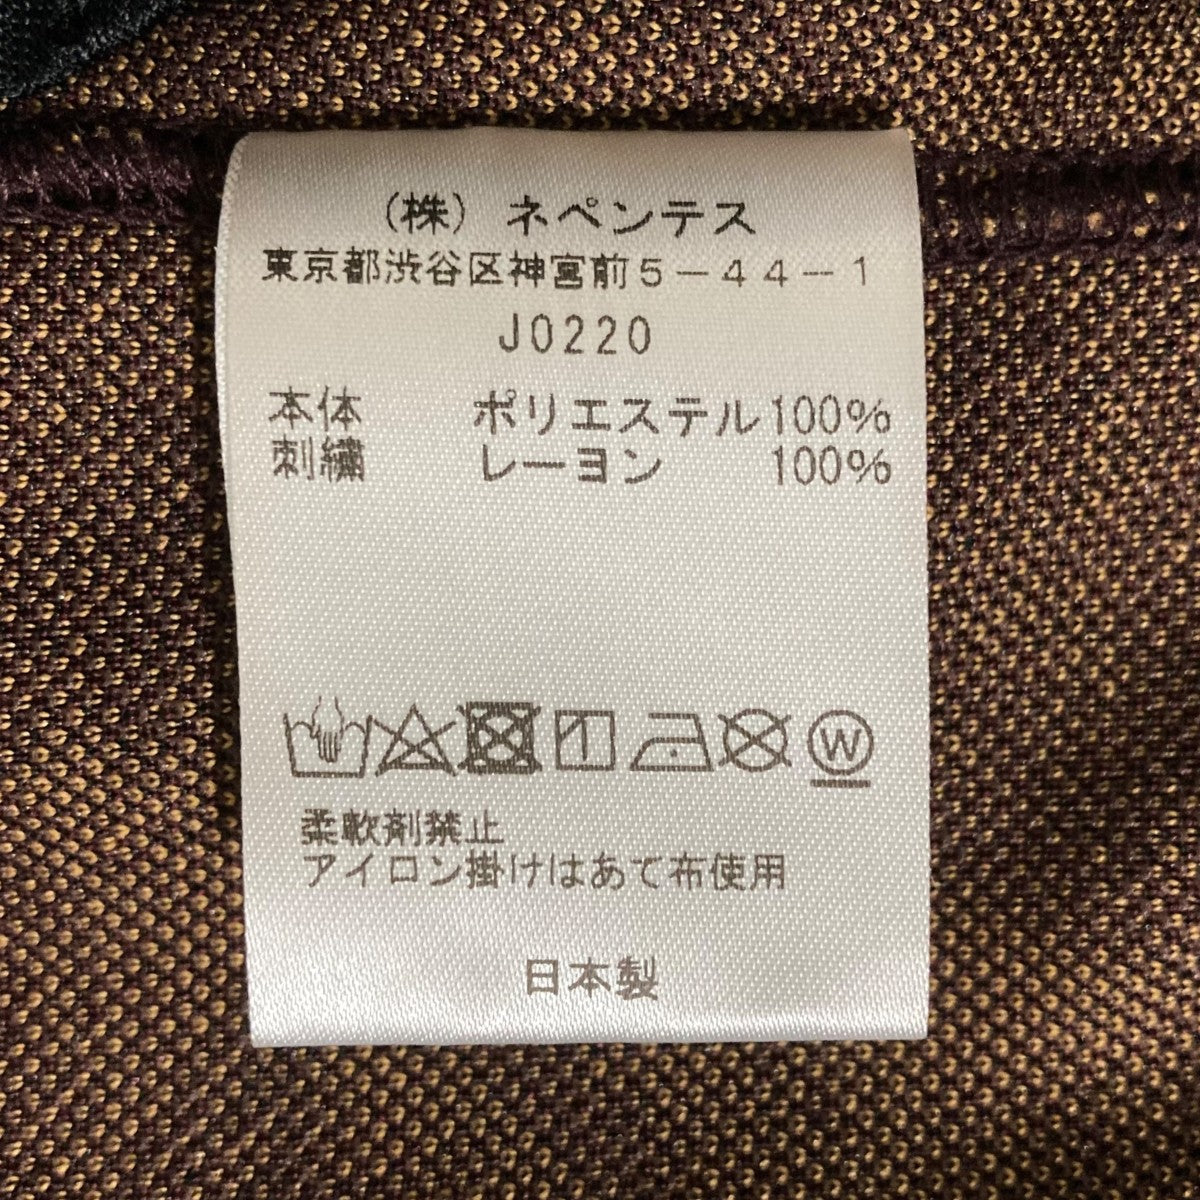 (株) ネペンテス
東京都渋谷区神宮前5-44-1
J0220
本体 ポリエステル100%
刺繍 レーヨン 100%
W
柔軟剤禁止
アイロン掛けはあて布使用
日本製